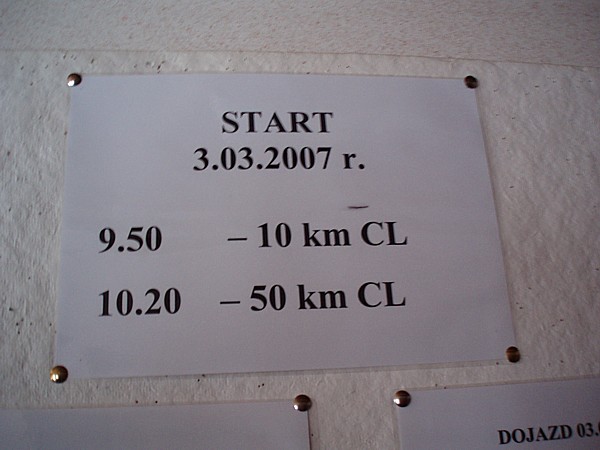 START
3.03.2007 r.
9.50 – 10 km CL
10.20 – 50 km CL
DOJAZD